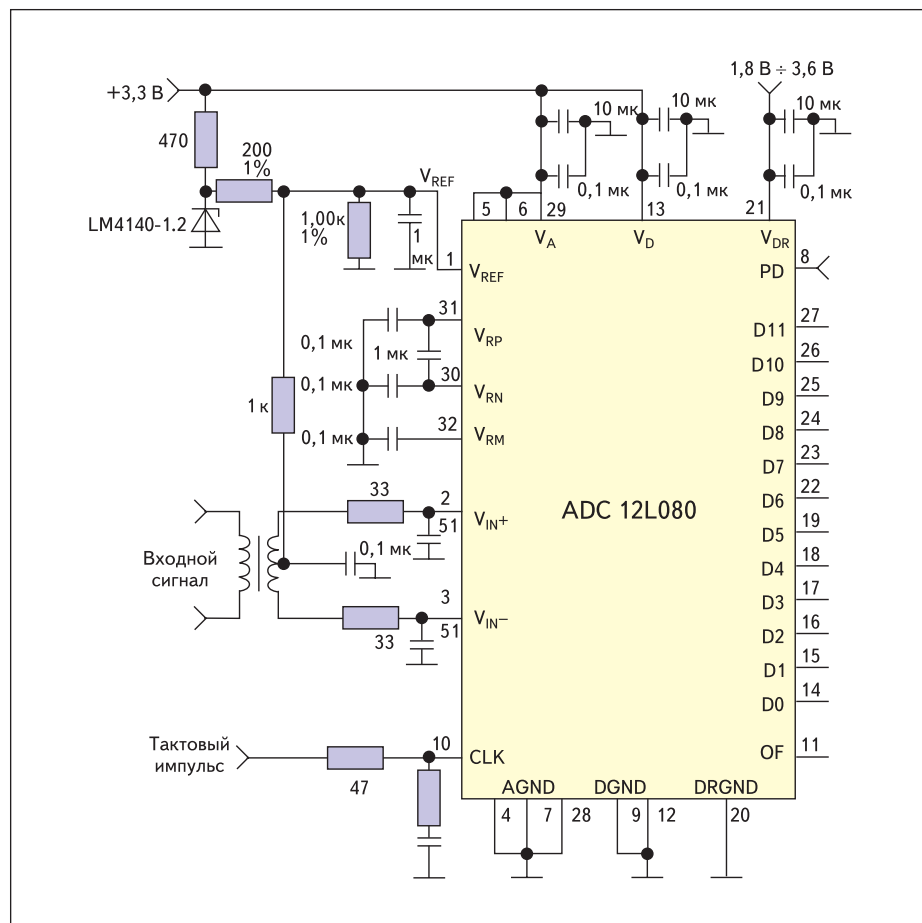 +3,3 В
1,8 В ÷ 3,6 В
10 мк
10 мк
10 мк
470
200
1%
0,1 мк
0,1 мк
0,1 мк
VREF
LM4140-1.2
1,00к
1%
1
мк
5
6
29
13
21
VA
VD
VDR
1
VREF
PD
8
31
VRP
0,1 мк
1 мк
D11
27
30
VRN
0,1 мк
D10
26
D9
25
1 к
32
VRM
0,1 мк
D8
24
D7
23
33
2
VIN+
51
ADC 12L080
D6
22
D5
19
Входной
сигнал
0,1 мк
D4
18
D3
17
3
VIN−
51
33
D2
16
D1
15
D0
14
Тактовый
импульс
47
10
CLK
OF
11
AGND
DGND
DRGND
4
7
28
9
12
20